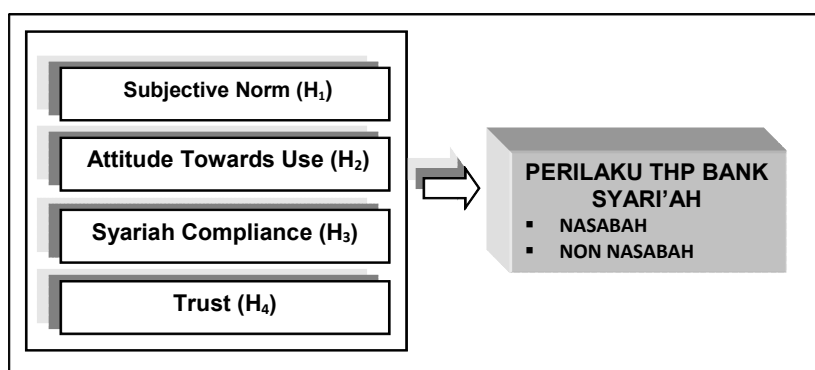 Subjective Norm (H₁)
Attitude Towards Use (H₂)
Syariah Compliance (H₃)
Trust (H₄)
PERILAKU THP BANK
SYARI’AH
▪ NASABAH
▪ NON NASABAH